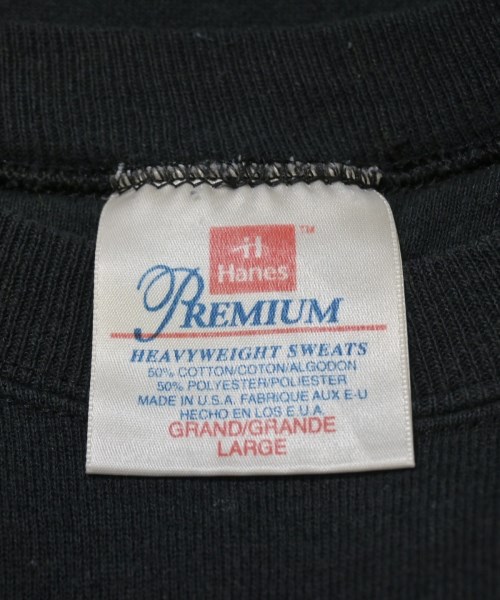 H
Hanes
™
PREMIUM
HEAVYWEIGHT SWEATS
50% COTTON/COTON/ALGODON
50% POLYESTER/POLIESTER
MADE IN U.S.A. FABRIQUE AUX E-U
HECHO EN LOS E.U.A.
GRAND/GRANDE
LARGE